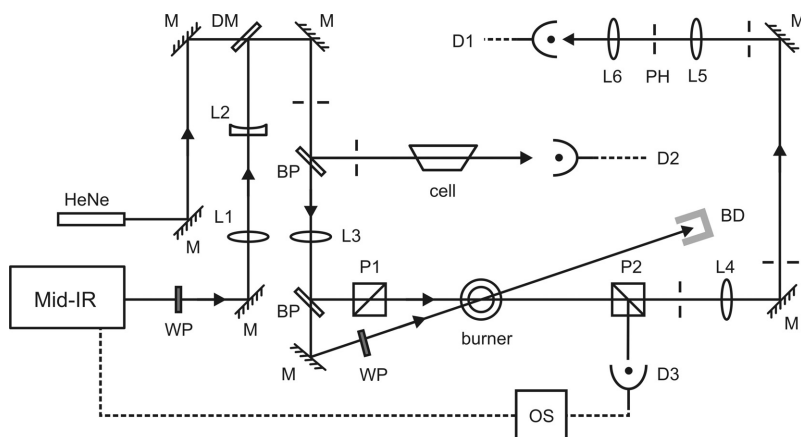 M
DM
M
D1
L6
PH
L5
M
L2
BP
cell
D2
HeNe
L1
M
L3
BD
Mid-IR
WP
M
BP
P1
burner
P2
L4
M
M
WP
D3
OS